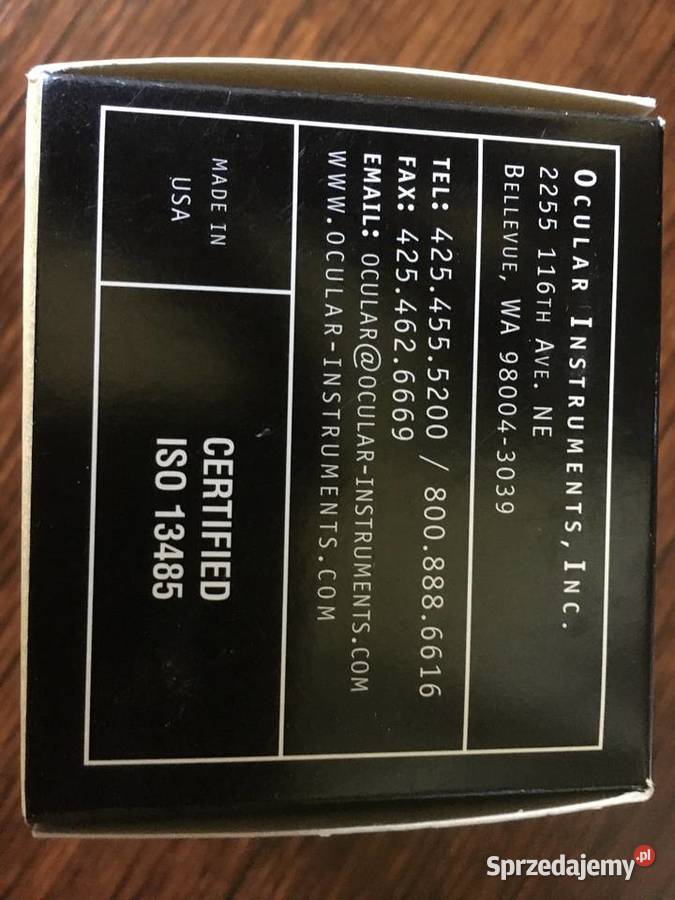 OCULAR INSTRUMENTS, INC.
2255 116TH AVE. NE
BELLEVUE, WA 98004-3039
TEL: 425.455.5200 / 800.888.6616
FAX: 425.462.6669
EMAIL: OCULAR@OCULAR-INSTRUMENTS.COM
WWW.OCULAR-INSTRUMENTS.COM
MADE IN
USA
CERTIFIED
ISO 13485
Sprzedajemy.pl